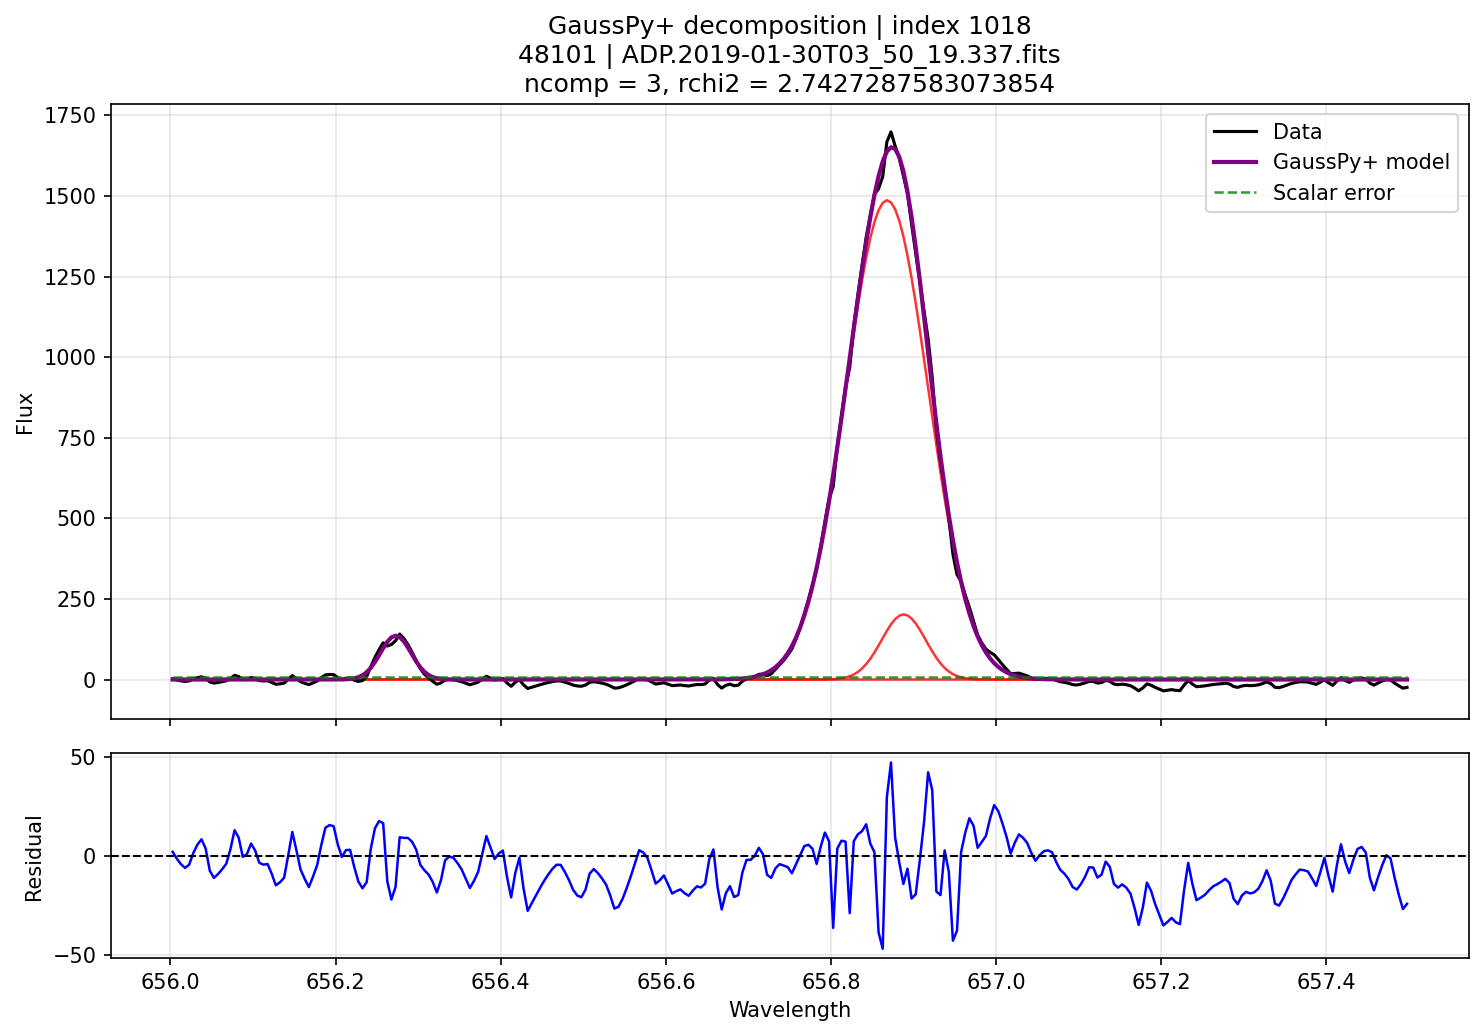 GaussPy+ decomposition | index 1018
48101 | ADP.2019-01-30T03_50_19.337.fits
ncomp = 3, rchi2 = 2.7427287583073854
Data
GaussPy+ model
Scalar error
1750
1500
1250
1000
750
500
250
0
Flux
50
0
−50
Residual
656.0 656.2 656.4 656.6 656.8 657.0 657.2 657.4
Wavelength